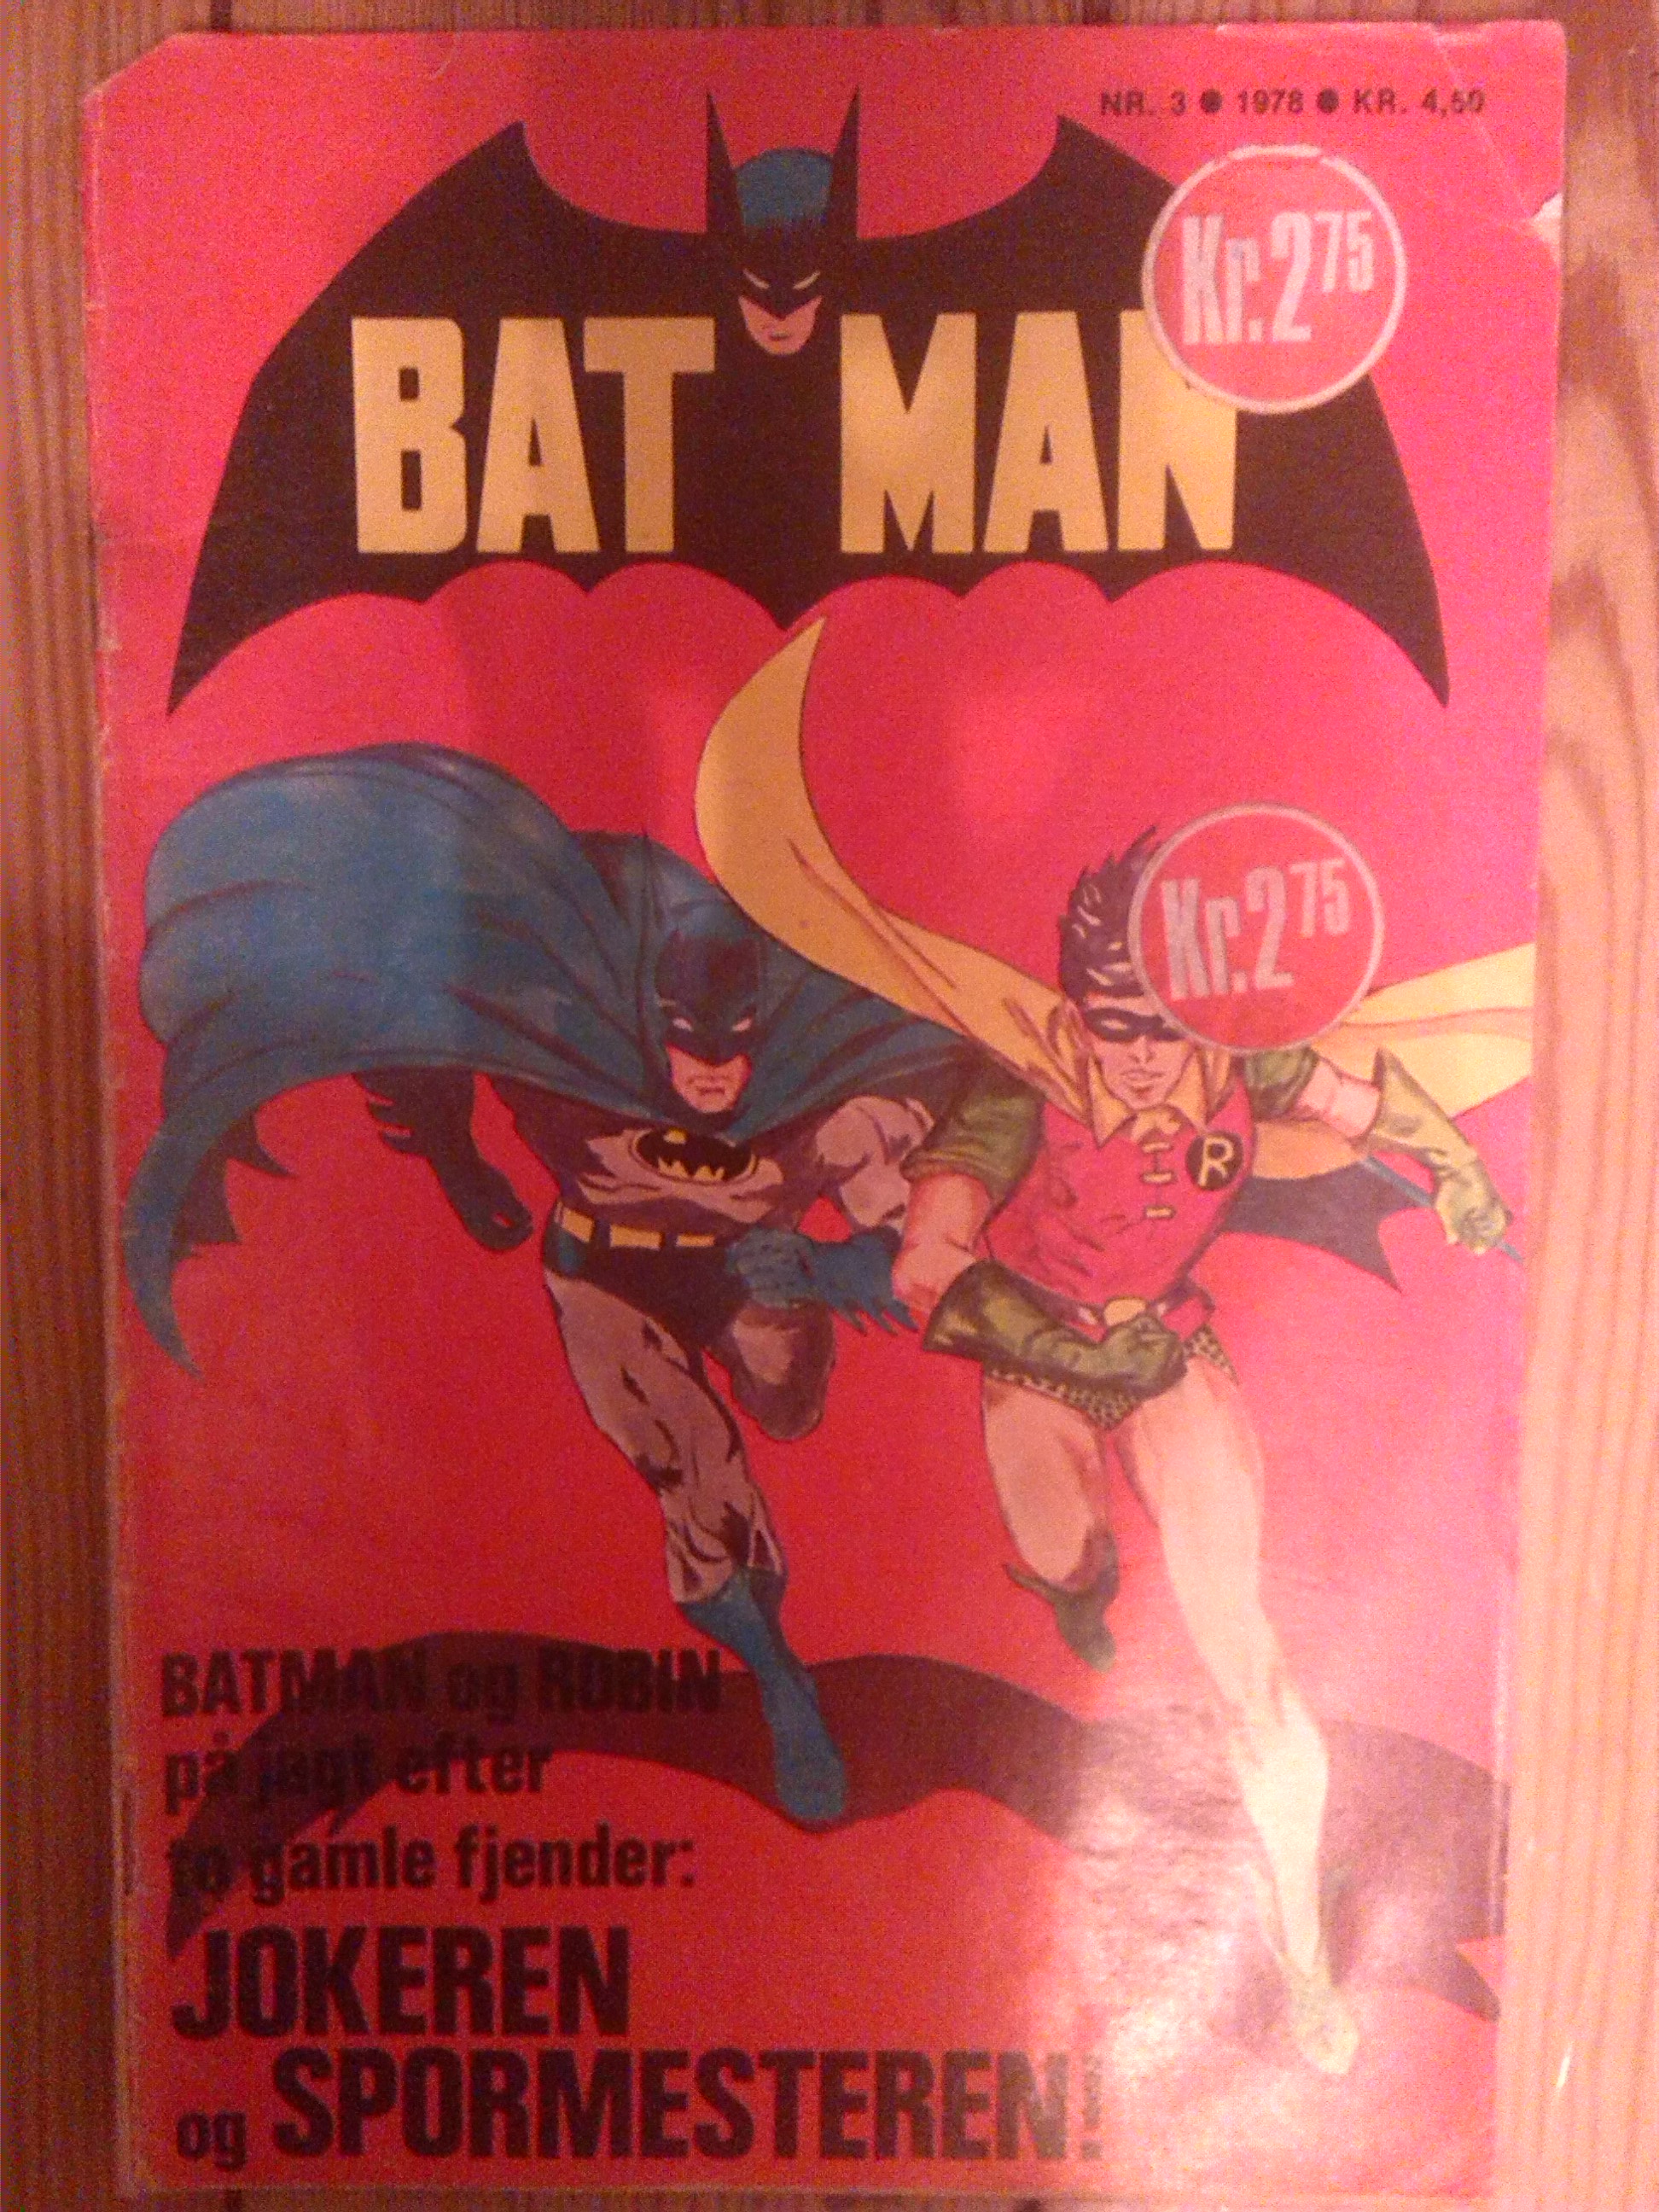 NR. 3 ● 1978 ● KR. 4,50
Kr. 2 75
BAT MAN
Kr. 2 75
R
BATMAN og ROBIN
på jagt efter
to gamle fjender:
JOKEREN
og SPORMESTEREN!